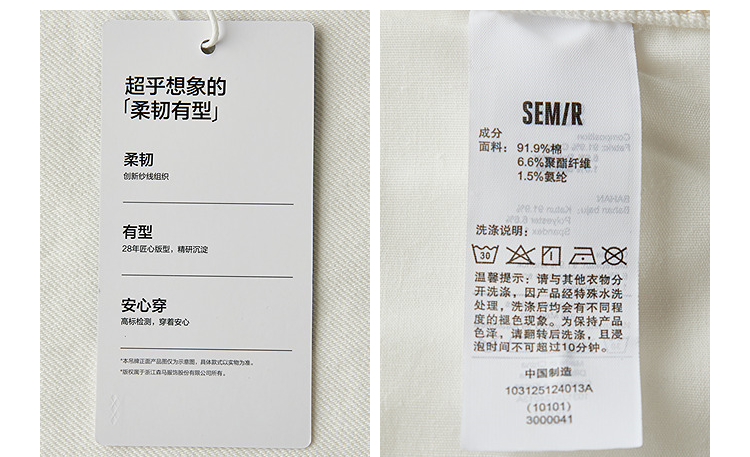 超乎想象的
「柔韧有型」
柔韧
创新纱线组织
有型
28年匠心版型，精研沉淀
安心穿
高标检测，穿着安心
*本吊牌正面产品图仅为示意图，具体款式以实物为准。
*版权属于浙江森马服饰股份有限公司所有。
SEM/R
成分
面料：91.9%棉
6.6%聚酯纤维
1.5%氨纶
洗涤说明：
30
温馨提示：请与其他衣物分
开洗涤，因产品经特殊水洗
处理，洗涤后均会有不同程
度的褪色现象。为保持产品
色泽，请翻转后洗涤，且浸
泡时间不可超过10分钟。
中国制造
103125124013A
(10101)
3000041